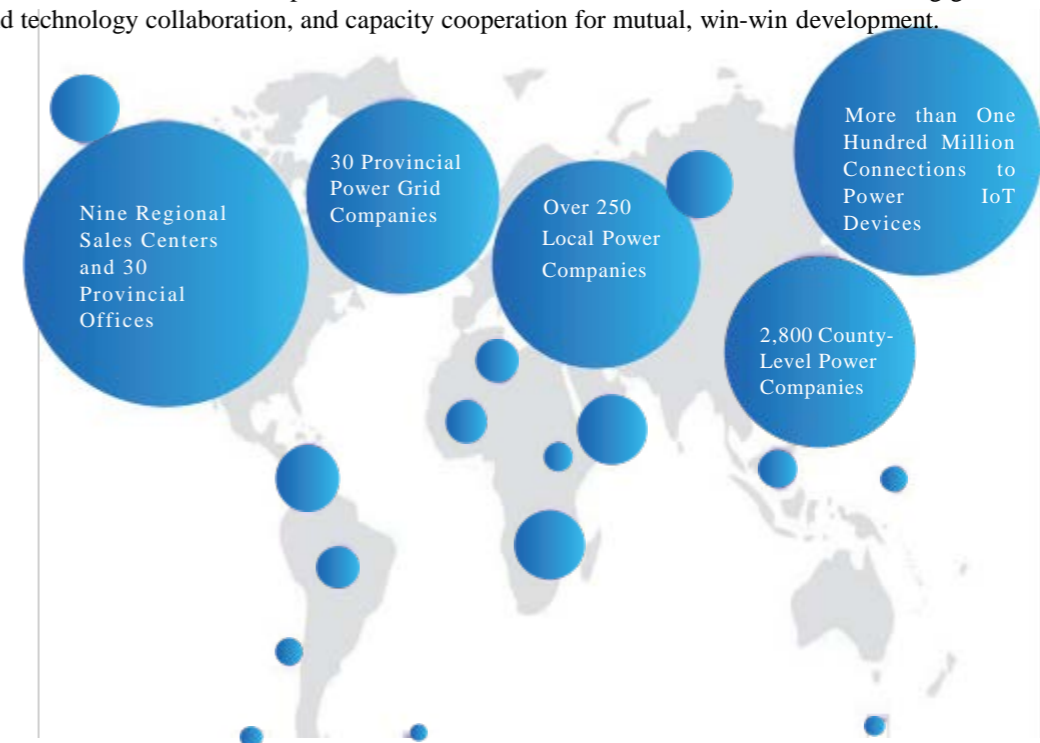 d technology collaboration, and capacity cooperation for mutual, win-win development.
Nine Regional
Sales Centers
and 30
Provincial
Offices
30 Provincial
Power Grid
Companies
Over 250
Local Power
Companies
More than One
Hundred Million
Connections to
Power IoT
Devices
2,800 County-
Level Power
Companies